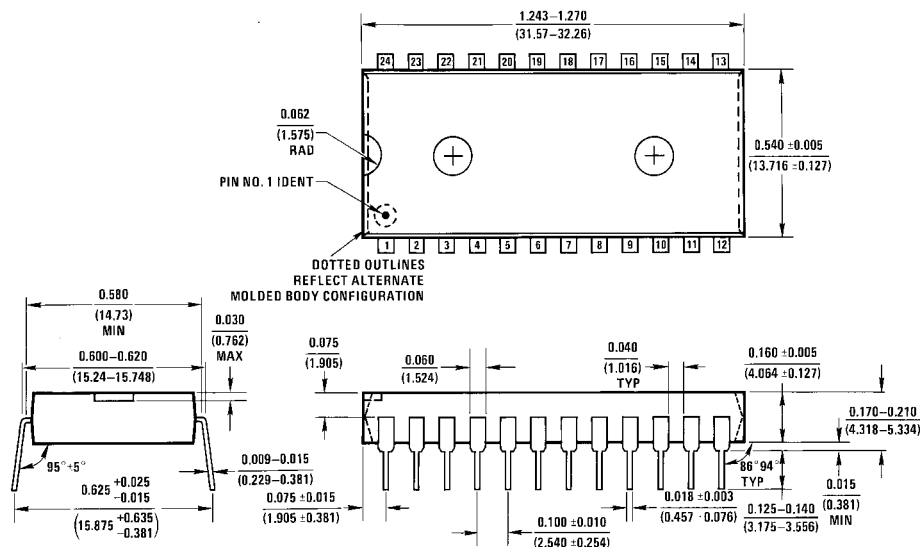 1.243–1.270
(31.57–32.26)
24 23 22 21 20 19 18 17 16 15 14 13
0.062
(1.575)
RAD
0.540 ±0.005
(13.716 ±0.127)
PIN NO. 1 IDENT
1 2 3 4 5 6 7 8 9 10 11 12
DOTTED OUTLINES
REFLECT ALTERNATE
MOLDED BODY CONFIGURATION
0.580
(14.73)
MIN
0.030
(0.762)
MAX
0.600–0.620
(15.24–15.748)
95°+5°
0.009–0.015
(0.229–0.381)
0.625 +0.025 -0.015
(15.875 +0.635 -0.381)
0.075
(1.905)
0.060
(1.524)
0.040
(1.016)
TYP
0.160 ±0.005
(4.064 ±0.127)
0.170–0.210
(4.318–5.334)
86°94°
TYP
0.015
(0.381)
MIN
0.075 ±0.015
(1.905 ±0.381)
0.100 ±0.010
(2.540 ±0.254)
0.018 ±0.003
(0.457 ·0.076)
0.125–0.140
(3.175–3.556)